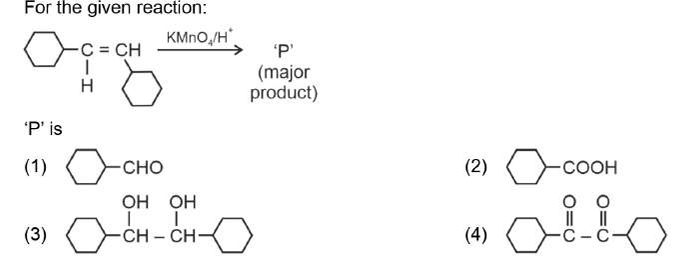 For the given reaction:
C = CH
H
KMnO₄/H⁺
'P'
(major
product)
'P' is
(1) CHO
(2) COOH
OH OH
(3) CH – CH
O O
(4) C – C